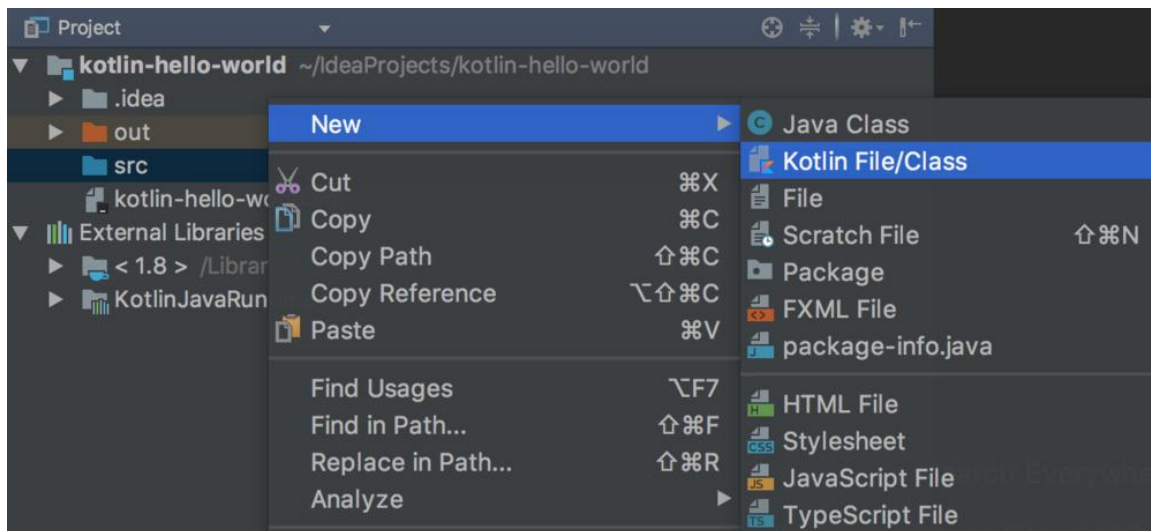 Project
kotlin-hello-world ~/IdeaProjects/kotlin-hello-world
.idea
out
src
kotlin-hello-wo
External Libraries
< 1.8 > /Librar
KotlinJavaRun
New
Cut ⌘X
Copy ⌘C
Copy Path ⇧⌘C
Copy Reference ⌥⇧⌘C
Paste ⌘V
Find Usages ⌥F7
Find in Path... ⇧⌘F
Replace in Path... ⇧⌘R
Analyze
Java Class
Kotlin File/Class
File
Scratch File ⇧⌘N
Package
FXML File
package-info.java
HTML File
Stylesheet
JavaScript File
TypeScript File